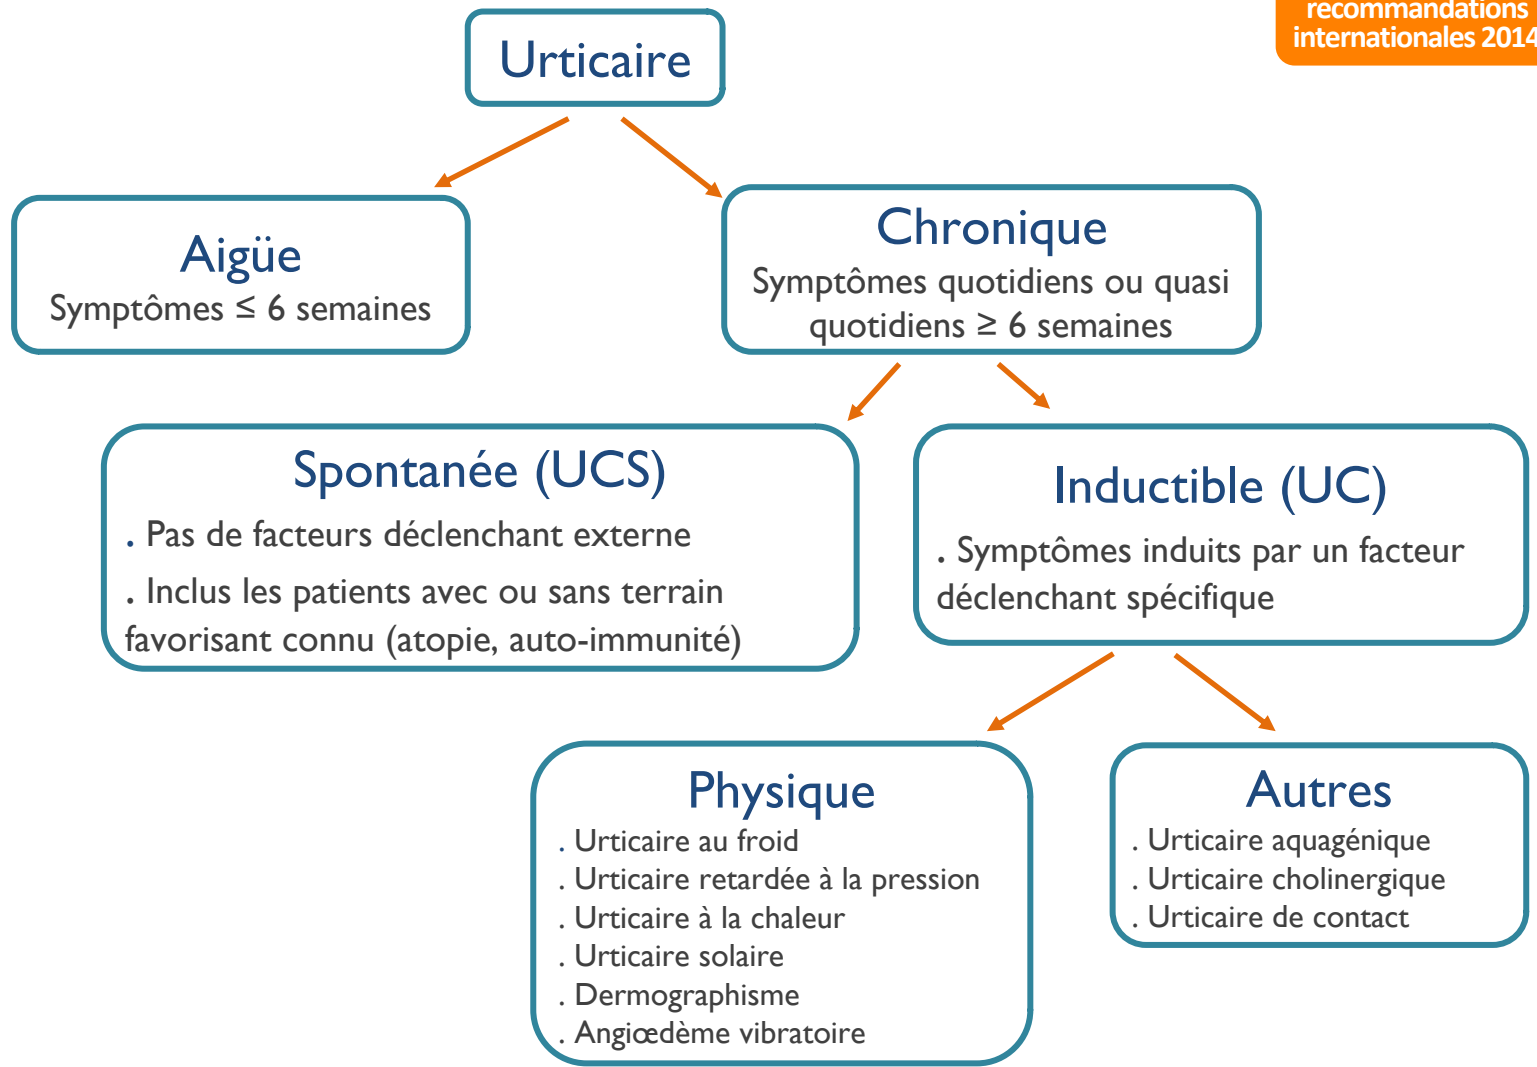 recommandations
internationales 2014
Urticaire
Aigüe
Symptômes ≤ 6 semaines
Chronique
Symptômes quotidiens ou quasi
quotidiens ≥ 6 semaines
Spontanée (UCS)
. Pas de facteurs déclenchant externe
. Inclus les patients avec ou sans terrain
favorisant connu (atopie, auto-immunité)
Inductible (UC)
. Symptômes induits par un facteur
déclenchant spécifique
Physique
. Urticaire au froid
. Urticaire retardée à la pression
. Urticaire à la chaleur
. Urticaire solaire
. Dermographisme
. Angiœdème vibratoire
Autres
. Urticaire aquagénique
. Urticaire cholinergique
. Urticaire de contact